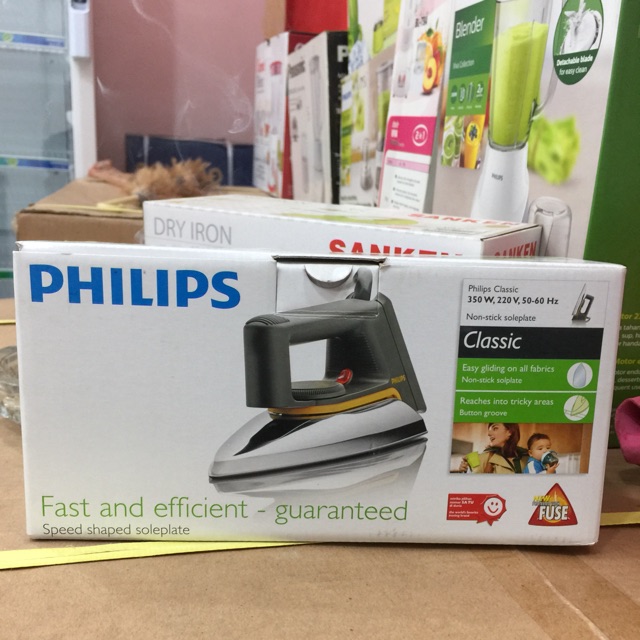 Blender
Detachable blade
for easy clean
2in1
DRY IRON
SANKEN
SANKEN
PHILIPS
Philips Classic
350 W, 220 V, 50-60 Hz
Non-stick soleplate
Classic
Easy gliding on all fabrics
Non-stick solplate
Reaches into tricky areas
Button groove
PHILIPS
Fast and efficient - guaranteed
Speed shaped soleplate
FUSE